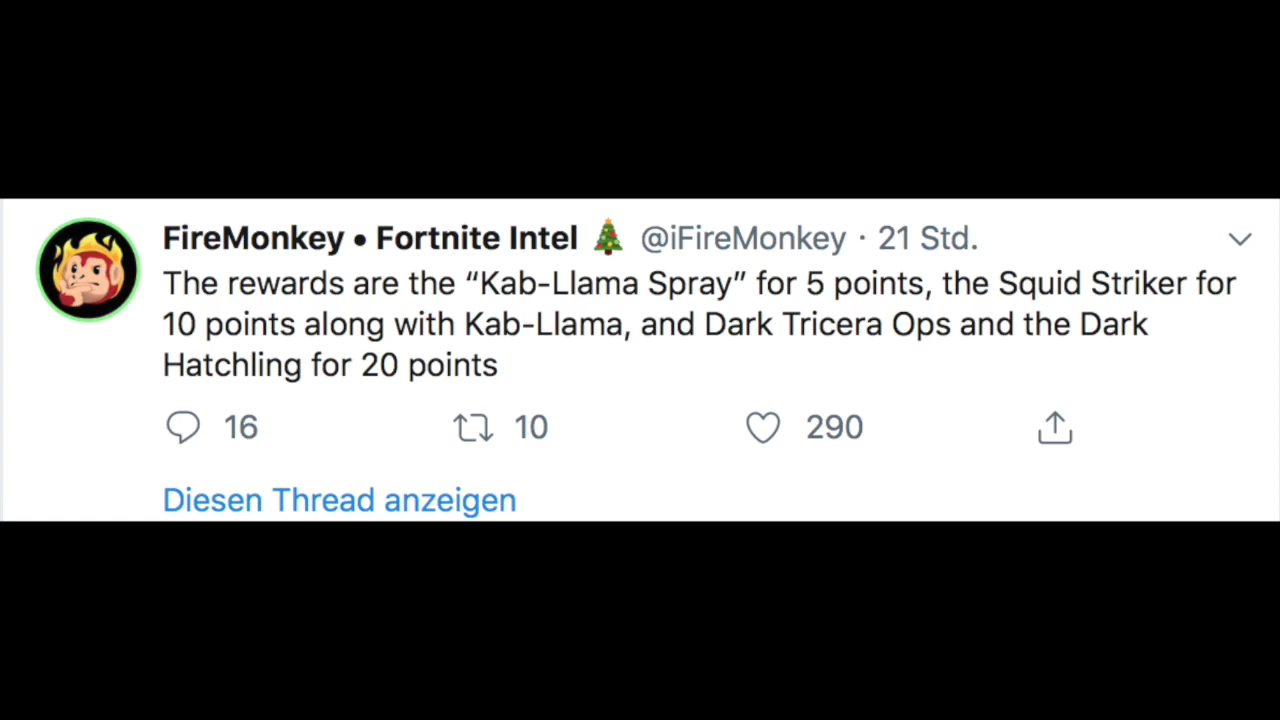 FireMonkey • Fortnite Intel 🎄 @iFireMonkey · 21 Std.
The rewards are the “Kab-Llama Spray” for 5 points, the Squid Striker for
10 points along with Kab-Llama, and Dark Tricera Ops and the Dark
Hatchling for 20 points
16 10 290
Diesen Thread anzeigen